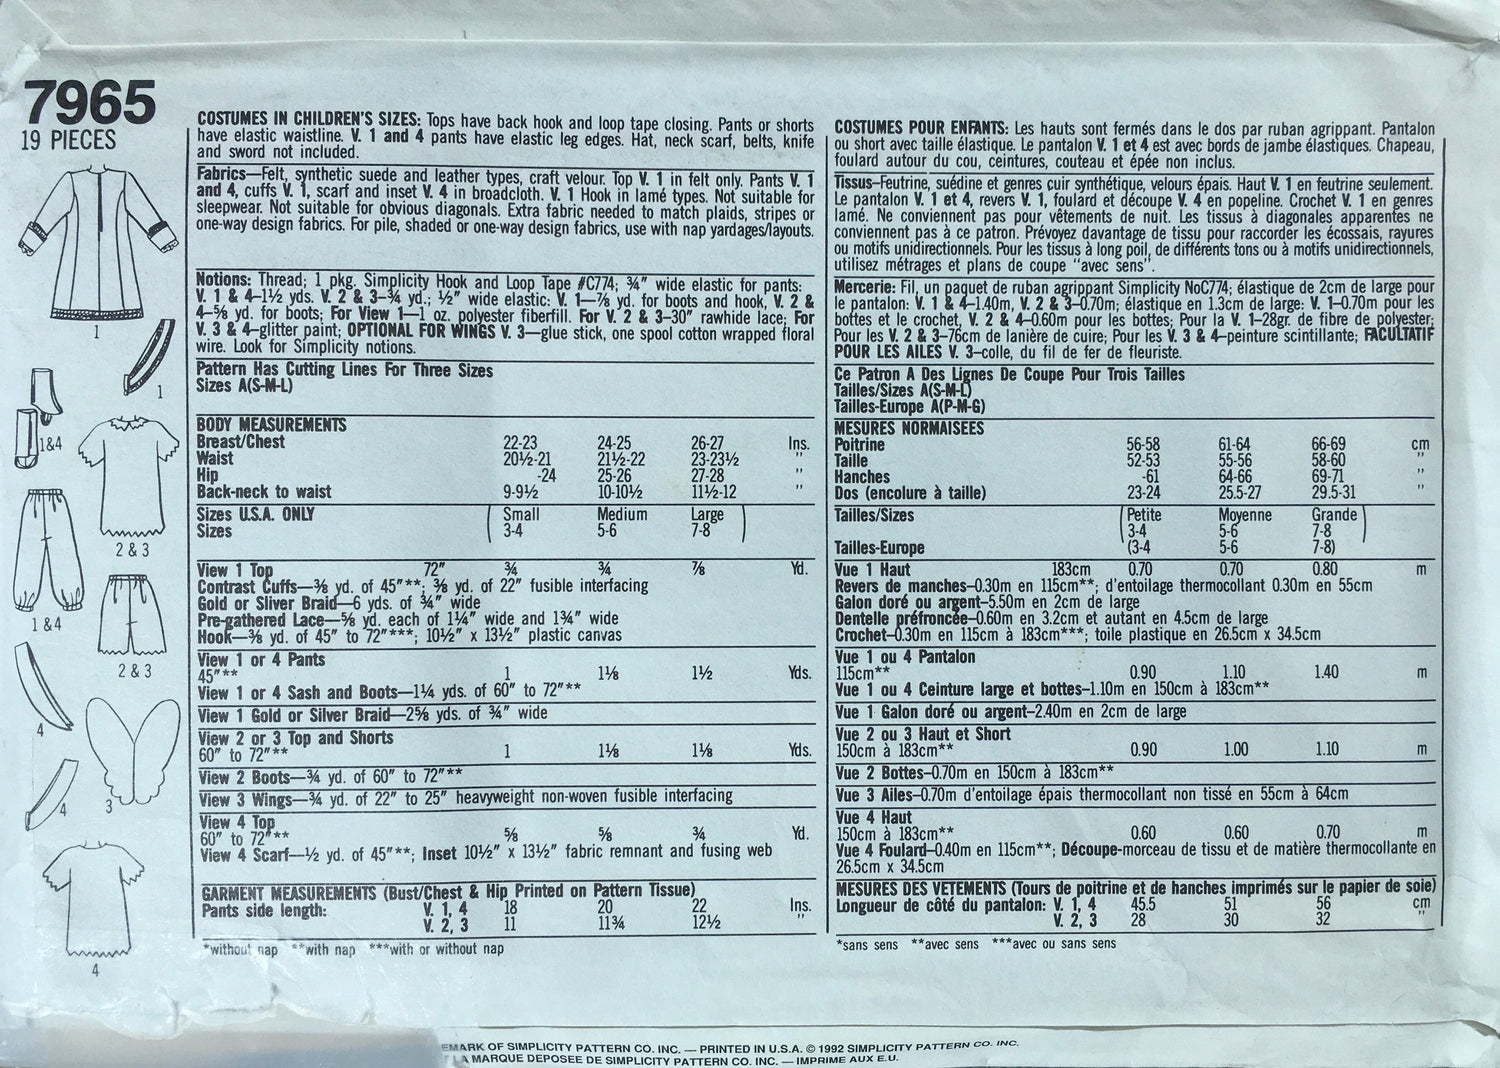 7965
19 PIECES
1
1
1&4
2 & 3
1 & 4
2 & 3
4
3
4
4
COSTUMES IN CHILDREN'S SIZES: Tops have back hook and loop tape closing. Pants or shorts
have elastic waistline. V. 1 and 4 pants have elastic leg edges. Hat, neck scarf, belts, knife
and sword not included.
Fabrics—Felt, synthetic suede and leather types, craft velour. Top V. 1 in felt only. Pants V. 1
and 4, cuffs V. 1, scarf and inset V. 4 in broadcloth. V. 1 Hook in lamé types. Not suitable for
sleepwear. Not suitable for obvious diagonals. Extra fabric needed to match plaids, stripes or
one-way design fabrics. For pile, shaded or one-way design fabrics, use with nap yardages/layouts.
Notions: Thread; 1 pkg. Simplicity Hook and Loop Tape #C774; ¾" wide elastic for pants:
V. 1 & 4–1½ yds. V. 2 & 3–¾ yd.; ½" wide elastic: V. 1–⅞ yd. for boots and hook, V. 2 &
4–⅝ yd. for boots; For View 1–1 oz. polyester fiberfill. For V. 2 & 3–30" rawhide lace; For
V. 3 & 4–glitter paint; OPTIONAL FOR WINGS V. 3—glue stick, one spool cotton wrapped floral
wire. Look for Simplicity notions.
Pattern Has Cutting Lines For Three Sizes
Sizes A(S-M-L)
BODY MEASUREMENTS
Breast/Chest 22-23 24-25 26-27 Ins.
Waist 20½-21 21½-22 23-23½ "
Hip -24 25-26 27-28 "
Back-neck to waist 9-9½ 10-10½ 11½-12 "
Sizes U.S.A. ONLY (Small Medium Large)
Sizes 3-4 5-6 7-8
View 1 Top 72" ¾ ¾ ⅞ Yd.
Contrast Cuffs—⅜ yd. of 45"**; ⅜ yd. of 22" fusible interfacing
Gold or Sliver Braid—6 yds. of ¾" wide
Pre-gathered Lace—⅝ yd. each of 1¼" wide and 1¾" wide
Hook—⅜ yd. of 45" to 72"***; 10½" x 13½" plastic canvas
View 1 or 4 Pants
45"** 1 1⅛ 1½ Yds.
View 1 or 4 Sash and Boots—1¼ yds. of 60" to 72"**
View 1 Gold or Silver Braid—2⅝ yds. of ¾" wide
View 2 or 3 Top and Shorts
60" to 72"** 1 1⅛ 1⅛ Yds.
View 2 Boots—¾ yd. of 60" to 72"**
View 3 Wings—¾ yd. of 22" to 25" heavyweight non-woven fusible interfacing
View 4 Top
60" to 72"** ⅝ ⅝ ¾ Yd.
View 4 Scarf—½ yd. of 45"**; Inset 10½" x 13½" fabric remnant and fusing web
GARMENT MEASUREMENTS (Bust/Chest & Hip Printed on Pattern Tissue)
Pants side length: V. 1, 4 18 20 22 Ins.
V. 2, 3 11 11¾ 12½ "
*without nap **with nap ***with or without nap
COSTUMES POUR ENFANTS: Les hauts sont fermés dans le dos par ruban agrippant. Pantalon
ou short avec taille élastique. Le pantalon V. 1 et 4 est avec bords de jambe élastiques. Chapeau,
foulard autour du cou, ceintures, couteau et épée non inclus.
Tissus–Feutrine, suédine et genres cuir synthétique, velours épais. Haut V. 1 en feutrine seulement.
Le pantalon V. 1 et 4, revers V. 1, foulard et découpe V. 4 en popeline. Crochet V. 1 en genres
lamé. Ne conviennent pas pour vêtements de nuit. Les tissus à diagonales apparentes ne
conviennent pas à ce patron. Prévoyez davantage de tissu pour raccorder les écossais, rayures
ou motifs unidirectionnels. Pour les tissus à long poil, de différents tons ou à motifs unidirectionnels,
utilisez métrages et plans de coupe "avec sens".
Mercerie: Fil, un paquet de ruban agrippant Simplicity NoC774; élastique de 2cm de large pour
le pantalon: V. 1 & 4–1.40m, V. 2 & 3–0.70m; élastique en 1.3cm de large: V. 1–0.70m pour les
bottes et le crochet, V. 2 & 4–0.60m pour les bottes; Pour la V. 1–28gr. de fibre de polyester;
Pour les V. 2 & 3–76cm de lanière de cuire; Pour les V. 3 & 4–peinture scintillante; FACULTATIF
POUR LES AILES V. 3–colle, du fil de fer de fleuriste.
Ce Patron A Des Lignes De Coupe Pour Trois Tailles
Tailles/Sizes A(S-M-L)
Tailles-Europe A(P-M-G)
MESURES NORMAISEES
Poitrine 56-58 61-64 66-69 cm
Taille 52-53 55-56 58-60 "
Hanches -61 64-66 69-71 "
Dos (encolure à taille) 23-24 25.5-27 29.5-31 "
Tailles/Sizes (Petite Moyenne Grande)
3-4 5-6 7-8
Tailles-Europe (3-4 5-6 7-8)
Vue 1 Haut 183cm 0.70 0.70 0.80 m
Revers de manches–0.30m en 115cm**; d'entoilage thermocollant 0.30m en 55cm
Galon doré ou argent–5.50m en 2cm de large
Dentelle préfroncée–0.60m en 3.2cm et autant en 4.5cm de large
Crochet–0.30m en 115cm à 183cm***; toile plastique en 26.5cm x 34.5cm
Vue 1 ou 4 Pantalon
115cm** 0.90 1.10 1.40 m
Vue 1 ou 4 Ceinture large et bottes–1.10m en 150cm à 183cm**
Vue 1 Galon doré ou argent–2.40m en 2cm de large
Vue 2 ou 3 Haut et Short
150cm à 183cm** 0.90 1.00 1.10 m
Vue 2 Bottes–0.70m en 150cm à 183cm**
Vue 3 Ailes–0.70m d'entoilage épais thermocollant non tissé en 55cm à 64cm
Vue 4 Haut
150cm à 183cm** 0.60 0.60 0.70 m
Vue 4 Foulard–0.40m en 115cm**; Découpe-morceau de tissu et de matière thermocollante en
26.5cm x 34.5cm
MESURES DES VETEMENTS (Tours de poitrine et de hanches imprimés sur le papier de soie)
Longueur de côté du pantalon: V. 1, 4 45.5 51 56 cm
V. 2, 3 28 30 32 "
*sans sens **avec sens ***avec ou sans sens
EMARK OF SIMPLICITY PATTERN CO. INC. — PRINTED IN U.S.A. © 1992 SIMPLICITY PATTERN CO. INC.
LA MARQUE DEPOSEE DE SIMPLICITY PATTERN CO. INC. — IMPRIME AUX E.U.